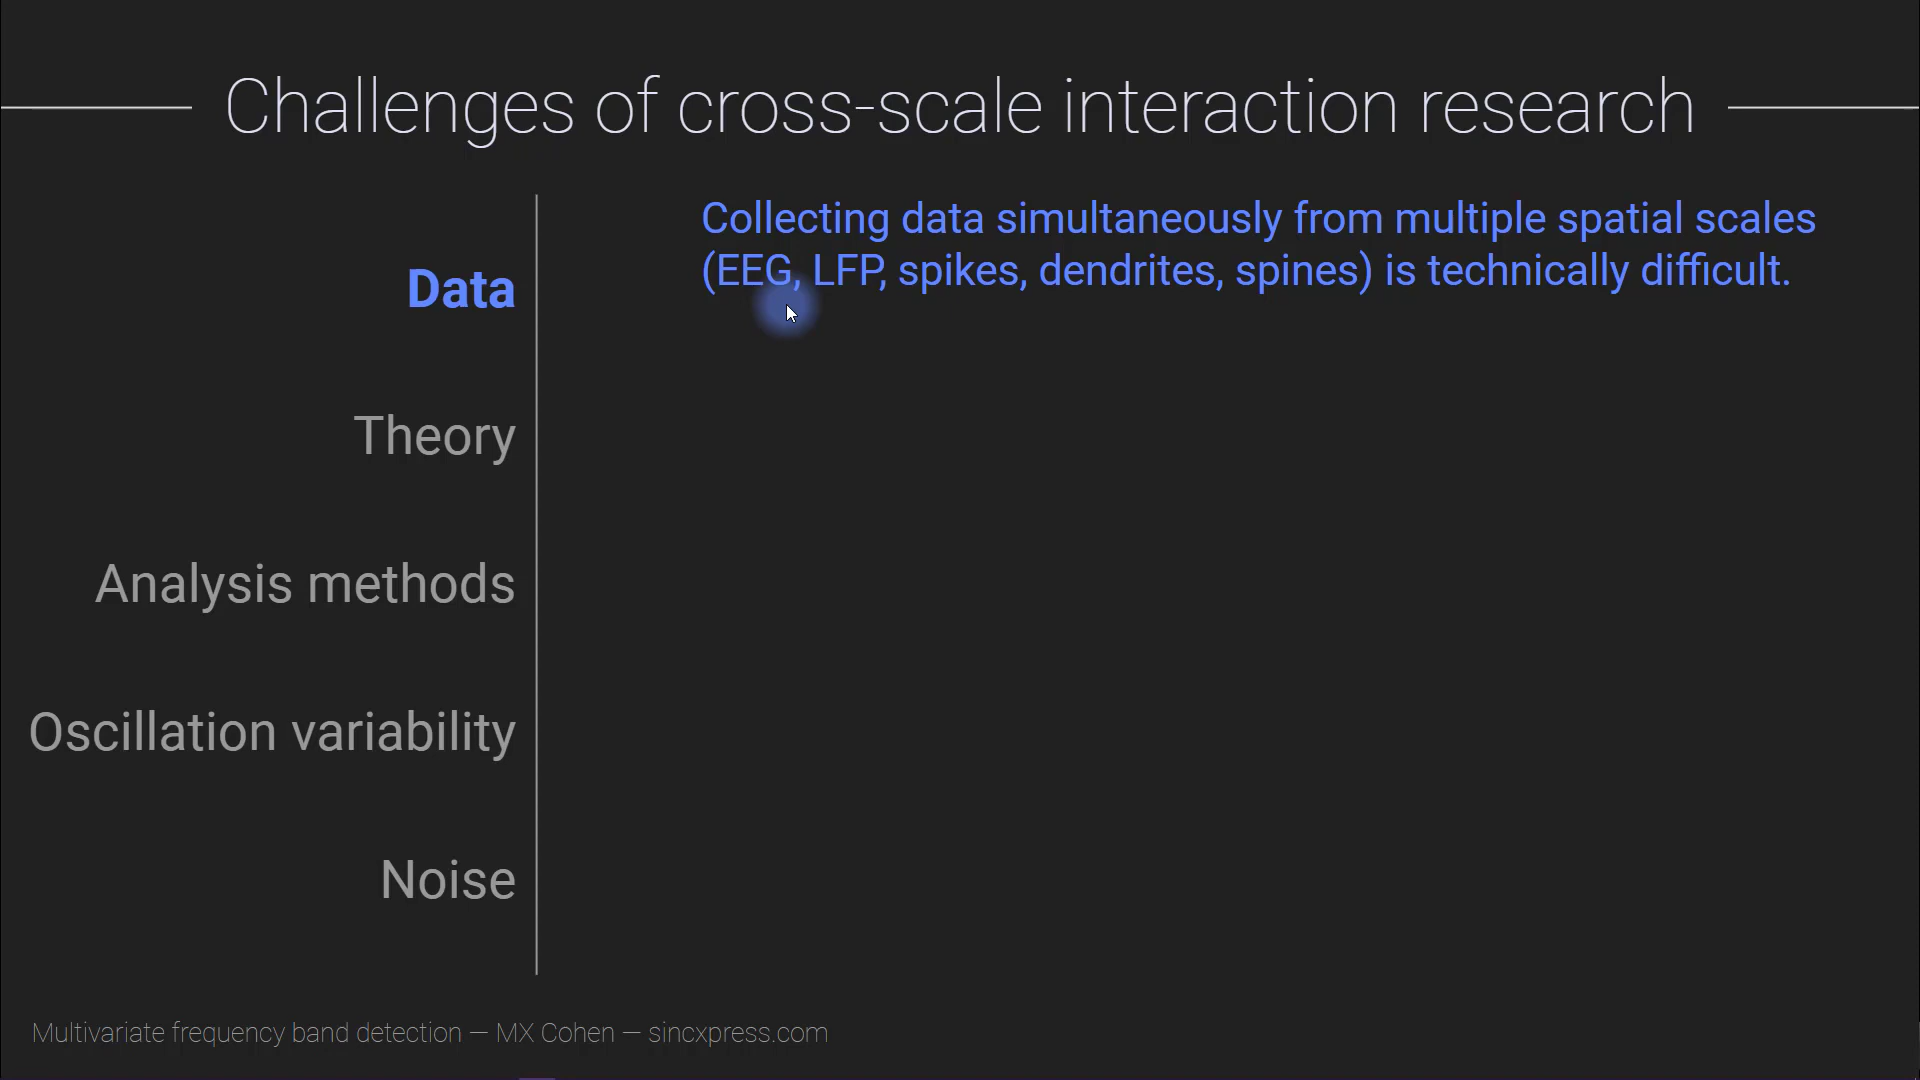 Challenges of cross-scale interaction research
Data
Collecting data simultaneously from multiple spatial scales
(EEG, LFP, spikes, dendrites, spines) is technically difficult.
Theory
Analysis methods
Oscillation variability
Noise
Multivariate frequency band detection — MX Cohen — sincxpress.com